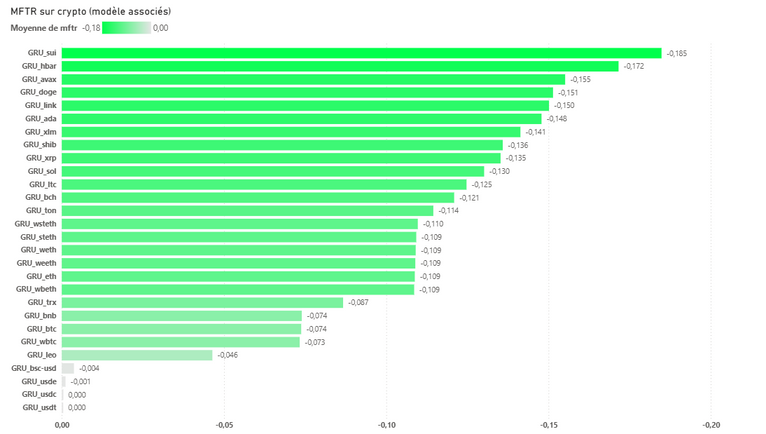 MFTR sur crypto (modèle associés)
Moyenne de mftr -0,18 0,00
GRU_sui -0,185
GRU_hbar -0,172
GRU_avax -0,155
GRU_doge -0,151
GRU_link -0,150
GRU_ada -0,148
GRU_xlm -0,141
GRU_shib -0,136
GRU_xrp -0,135
GRU_sol -0,130
GRU_ltc -0,125
GRU_bch -0,121
GRU_ton -0,114
GRU_wsteth -0,110
GRU_steth -0,109
GRU_weth -0,109
GRU_weeth -0,109
GRU_eth -0,109
GRU_wbeth -0,109
GRU_trx -0,087
GRU_bnb -0,074
GRU_btc -0,074
GRU_wbtc -0,073
GRU_leo -0,046
GRU_bsc-usd -0,004
GRU_usde -0,001
GRU_usdc 0,000
GRU_usdt 0,000
0,00 -0,05 -0,10 -0,15 -0,20